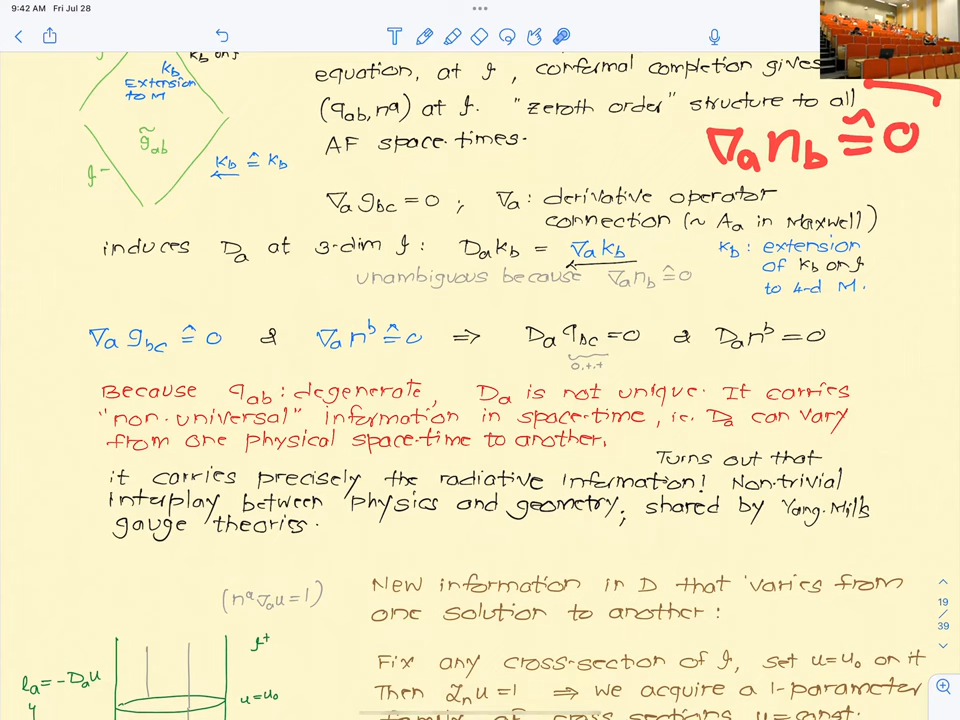 9:42 AM Fri Jul 28
k_b on ℐ
k_b
EXTENSION
TO M
g̃_ab
ℐ⁻
k_b ≙ k_b
equation, at ℐ, conformal completion gives
(q_ab, n^a) at ℐ. "zeroth order" structure to all
AF space-times.
∇_a n_b ≙ 0
∇_a g_bc = 0 ; ∇_a : derivative operator
connection (~ A_a in Maxwell)
induces D_a at 3-dim ℐ : D_a k_b = ∇_a k_b
k_b : extension
of k_b on ℐ
to 4-d M.
unambiguous because ∇_a n_b ≙ 0
∇_a g_bc ≙ 0 & ∇_a n^b ≙ 0 ⇒ D_a q_bc = 0 & D_a n^b = 0
0,+,+
Because q_ab : degenerate, D_a is not unique. It carries
"non-universal" information in space-time, i.e. D_a can vary
from one physical space-time to another.
Turns out that
it carries precisely the radiative information! Non-trivial
interplay between physics and geometry; shared by Yang-Mills
gauge theories.
(n^a ∇_a u = 1)
New information in D that varies from
one solution to another :
ℐ⁺
Fix any cross-section of ℐ, set u = u₀ on it
l_a = -D_a u
u = u₀
Then ℒ_n u = 1 ⇒ we acquire a 1-parameter
family of cross sections u = const.
19
/
39